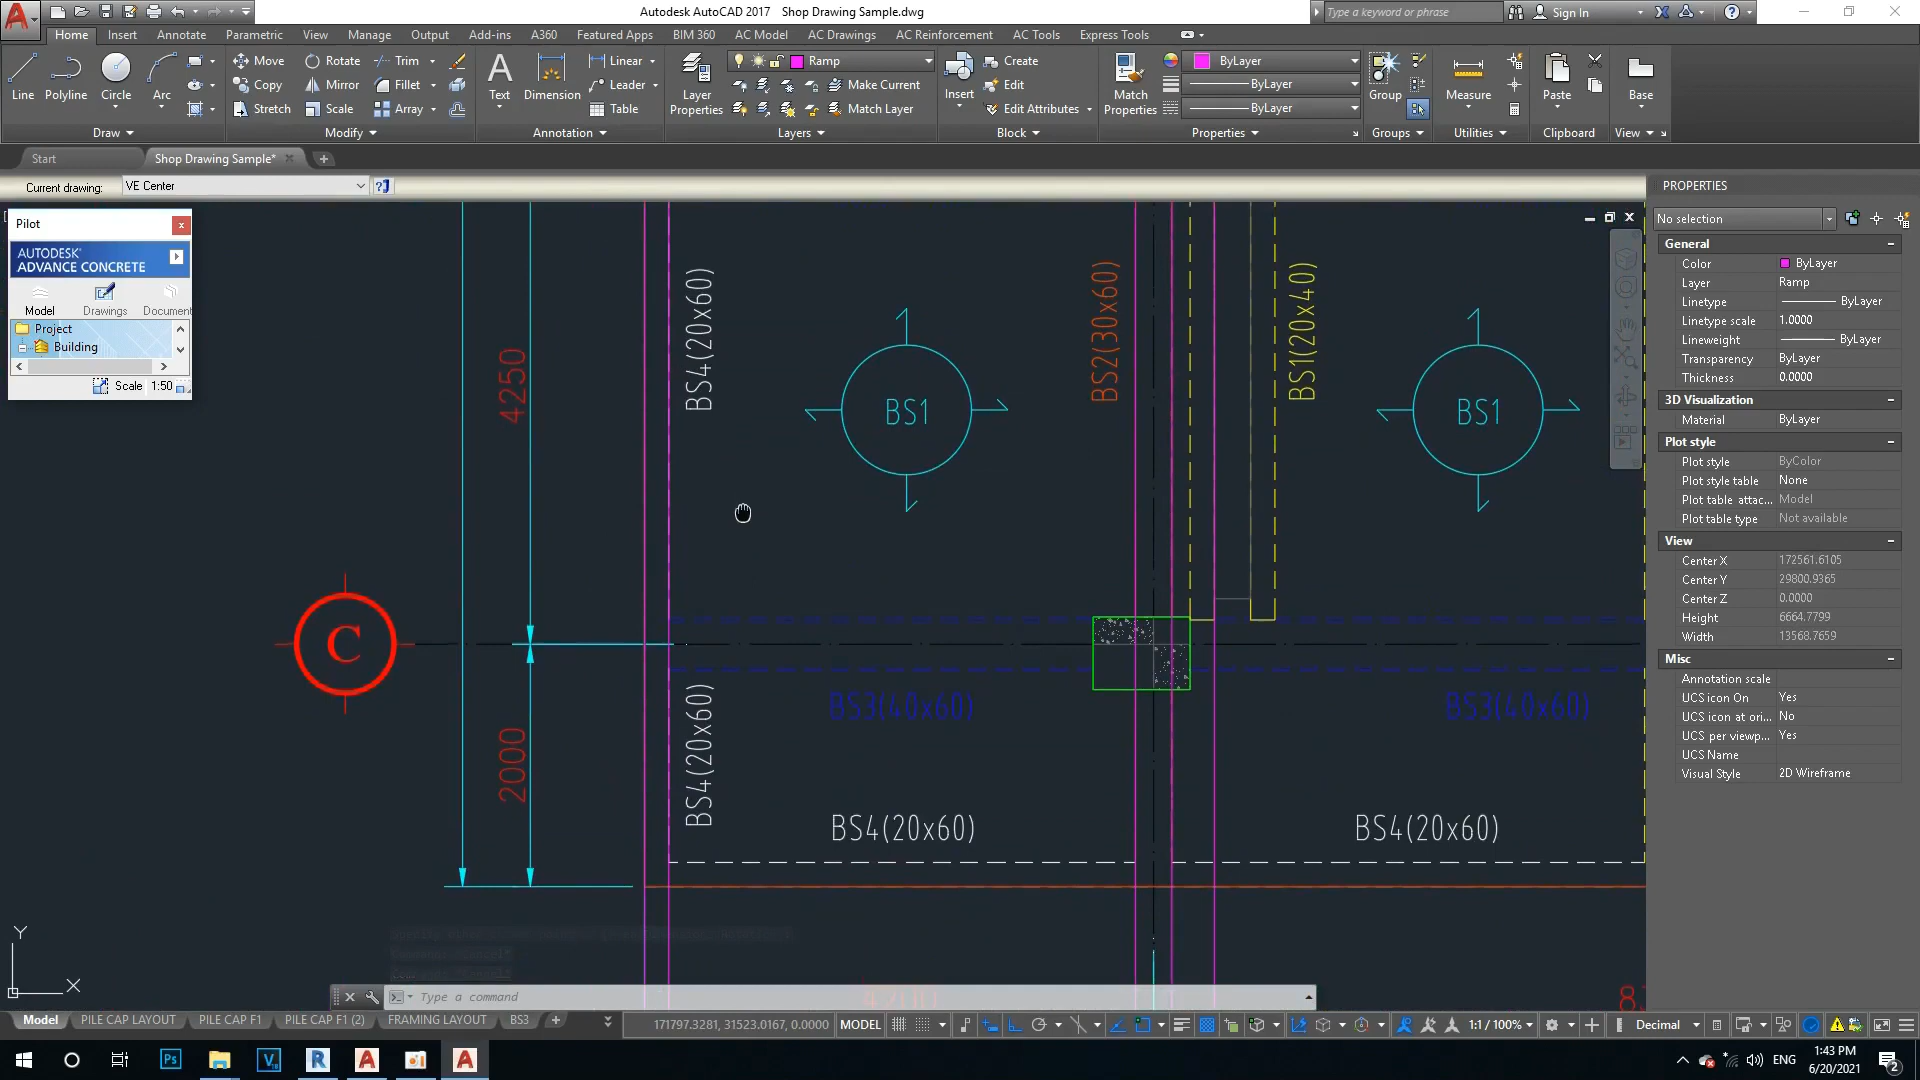 Autodesk AutoCAD 2017 Shop Drawing Sample.dwg
Type a keyword or phrase
Sign In
Home Insert Annotate Parametric View Manage Output Add-ins A360 Featured Apps BIM 360 AC Model AC Drawings AC Reinforcement AC Tools Express Tools
Line Polyline Circle Arc
Draw
Move Rotate Trim
Copy Mirror Fillet
Stretch Scale Array
Modify
Text Dimension
Linear
Leader
Table
Annotation
Layer Properties
Ramp
Make Current
Match Layer
Layers
Insert
Create
Edit
Edit Attributes
Block
Match Properties
ByLayer
ByLayer
ByLayer
Properties
Group
Groups
Measure
Utilities
Paste
Clipboard
Base
View
Start
Shop Drawing Sample*
Current drawing: VE Center
Pilot
AUTODESK
ADVANCE CONCRETE
Model Drawings Document
Project
Building
Scale 1:50
4250
BS4(20x60)
BS1
BS2(30x60)
BS1(20x40)
BS1
C
2000
BS4(20x60)
BS3(40x60)
BS3(40x60)
BS4(20x60)
BS4(20x60)
4200
Y
X
Type a command
PROPERTIES
No selection
General
Color ByLayer
Layer Ramp
Linetype ByLayer
Linetype scale 1.0000
Lineweight ByLayer
Transparency ByLayer
Thickness 0.0000
3D Visualization
Material ByLayer
Plot style
Plot style ByColor
Plot style table None
Plot table attac... Model
Plot table type Not available
View
Center X 172561.6105
Center Y 29800.9365
Center Z 0.0000
Height 6664.7799
Width 13568.7659
Misc
Annotation scale
UCS icon On Yes
UCS icon at ori... No
UCS per viewp... Yes
UCS Name
Visual Style 2D Wireframe
Model PILE CAP LAYOUT PILE CAP F1 PILE CAP F1 (2) FRAMING LAYOUT BS3
171797.3281, 31523.0167, 0.0000 MODEL
1:1 / 100%
Decimal
Ps
R
A
A
ENG
1:43 PM
6/20/2021
2